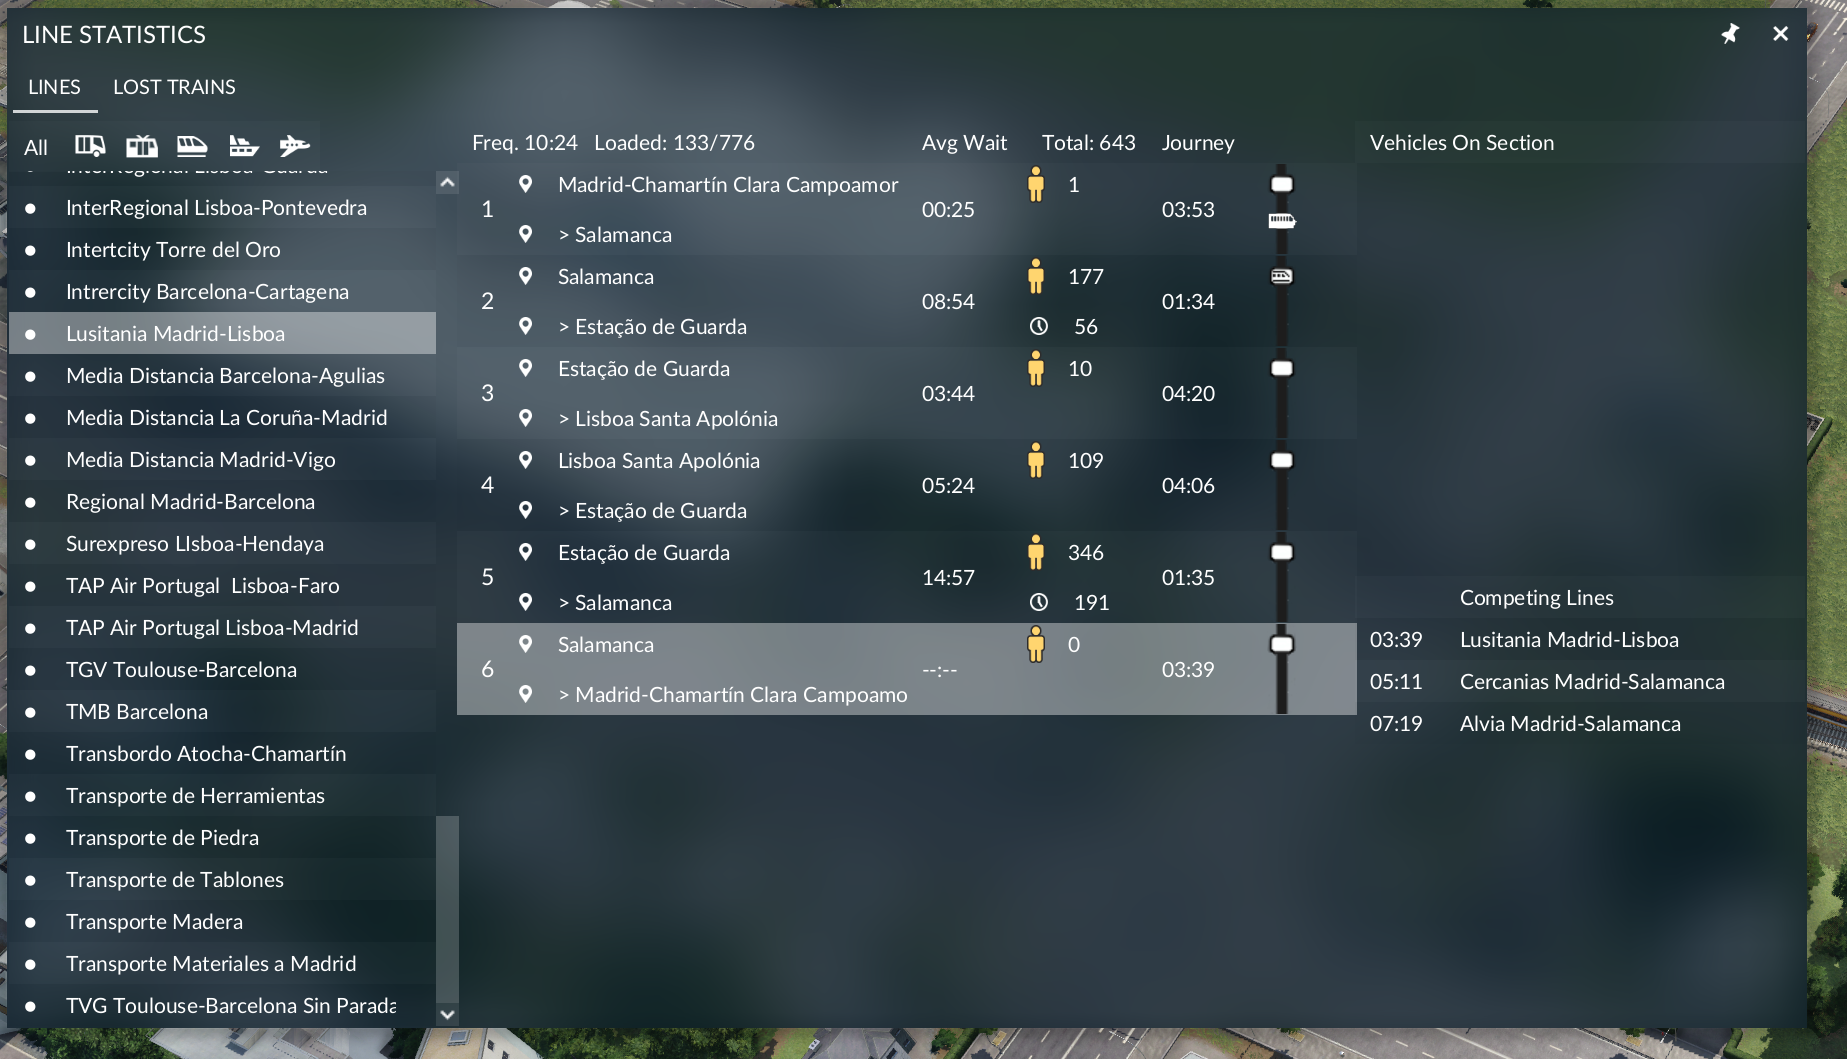 LINE STATISTICS
LINES LOST TRAINS
All
InterRegional Lisboa-Guarda
InterRegional Lisboa-Pontevedra
Intertcity Torre del Oro
Intrercity Barcelona-Cartagena
Lusitania Madrid-Lisboa
Media Distancia Barcelona-Agulias
Media Distancia La Coruña-Madrid
Media Distancia Madrid-Vigo
Regional Madrid-Barcelona
Surexpreso LIsboa-Hendaya
TAP Air Portugal  Lisboa-Faro
TAP Air Portugal Lisboa-Madrid
TGV Toulouse-Barcelona
TMB Barcelona
Transbordo Atocha-Chamartín
Transporte de Herramientas
Transporte de Piedra
Transporte de Tablones
Transporte Madera
Transporte Materiales a Madrid
TVG Toulouse-Barcelona Sin Parada
Freq. 10:24 Loaded: 133/776 Avg Wait Total: 643 Journey
1 Madrid-Chamartín Clara Campoamor 00:25 1 03:53
> Salamanca
2 Salamanca 08:54 177 01:34
> Estação de Guarda 56
3 Estação de Guarda 03:44 10 04:20
> Lisboa Santa Apolónia
4 Lisboa Santa Apolónia 05:24 109 04:06
> Estação de Guarda
5 Estação de Guarda 14:57 346 01:35
> Salamanca 191
6 Salamanca --:-- 0 03:39
> Madrid-Chamartín Clara Campoamo
Vehicles On Section
Competing Lines
03:39 Lusitania Madrid-Lisboa
05:11 Cercanias Madrid-Salamanca
07:19 Alvia Madrid-Salamanca